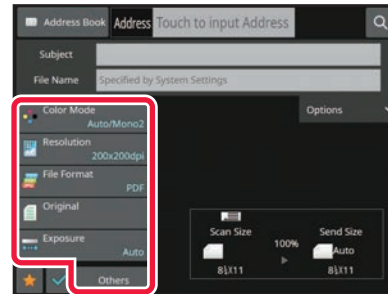 Address Book Address Touch to input Address
Subject
File Name Specified by System Settings
Color Mode
Auto/Mono2
Options
Resolution
200x200dpi
File Format
PDF
Original
Exposure
Auto
Others
Scan Size
Send Size
100%
Auto
8½X11
8½X11